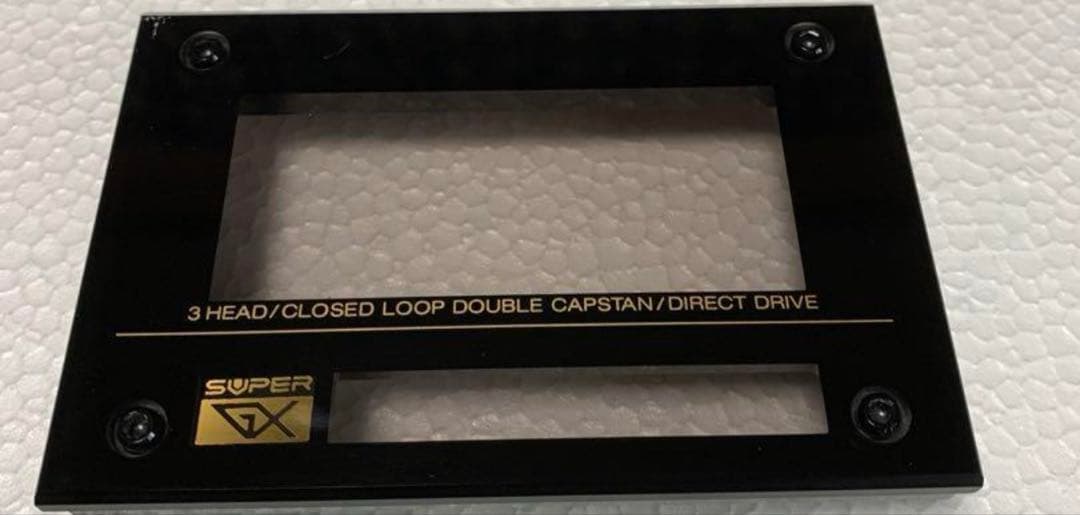 3 HEAD/CLOSED LOOP DOUBLE CAPSTAN/DIRECT DRIVE
SUPER
GX